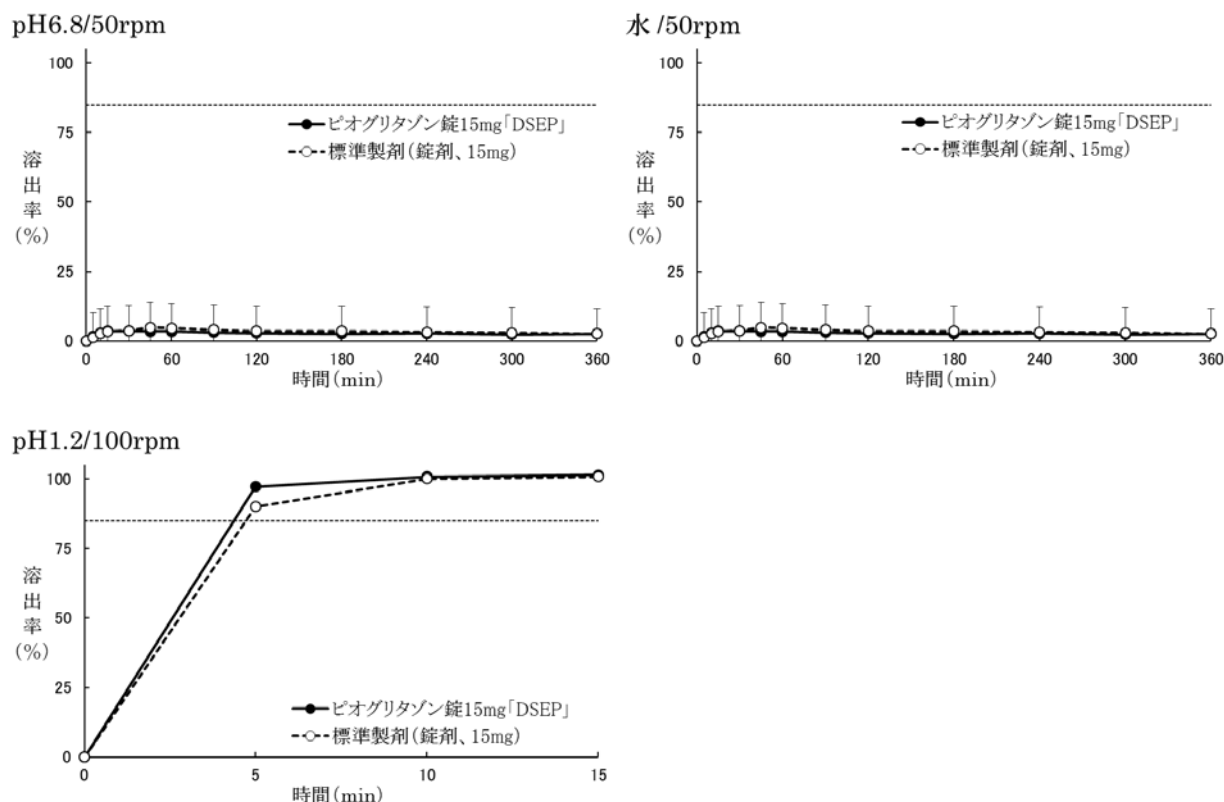 pH6.8/50rpm
100
75
50
25
0
溶出率(%)
ピオグリタゾン錠15mg「DSEP」
標準製剤(錠剤、15mg)
0 60 120 180 240 300 360
時間(min)
水/50rpm
100
75
50
25
0
溶出率(%)
ピオグリタゾン錠15mg「DSEP」
標準製剤(錠剤、15mg)
0 60 120 180 240 300 360
時間(min)
pH1.2/100rpm
100
75
50
25
0
溶出率(%)
ピオグリタゾン錠15mg「DSEP」
標準製剤(錠剤、15mg)
0 5 10 15
時間(min)